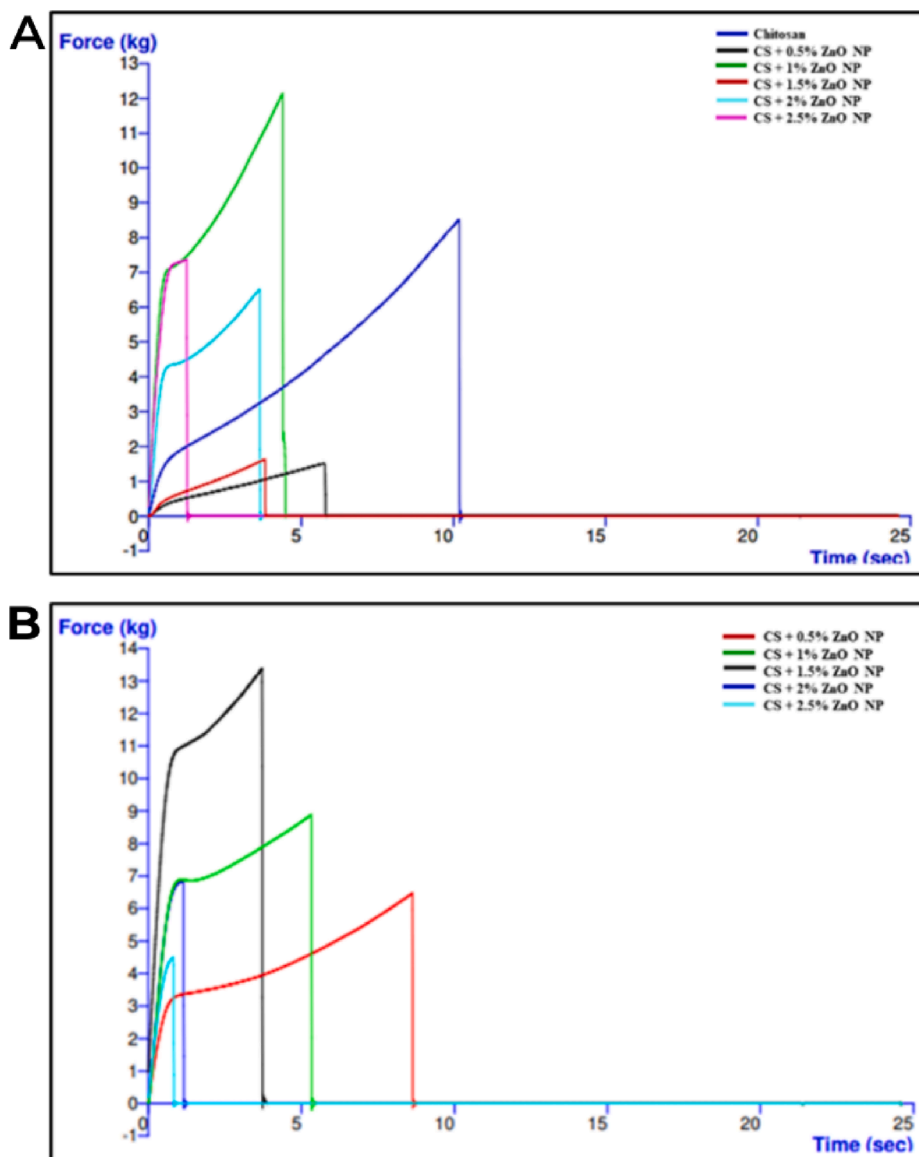 A
Force (kg)
Chitosan
CS + 0.5% ZnO NP
CS + 1% ZnO NP
CS + 1.5% ZnO NP
CS + 2% ZnO NP
CS + 2.5% ZnO NP
13
12
11
10
9
8
7
6
5
4
3
2
1
0
-1
0 5 10 15 20 25
Time (sec)
B
Force (kg)
CS + 0.5% ZnO NP
CS + 1% ZnO NP
CS + 1.5% ZnO NP
CS + 2% ZnO NP
CS + 2.5% ZnO NP
14
13
12
11
10
9
8
7
6
5
4
3
2
1
0
-1
0 5 10 15 20 25
Time (sec)